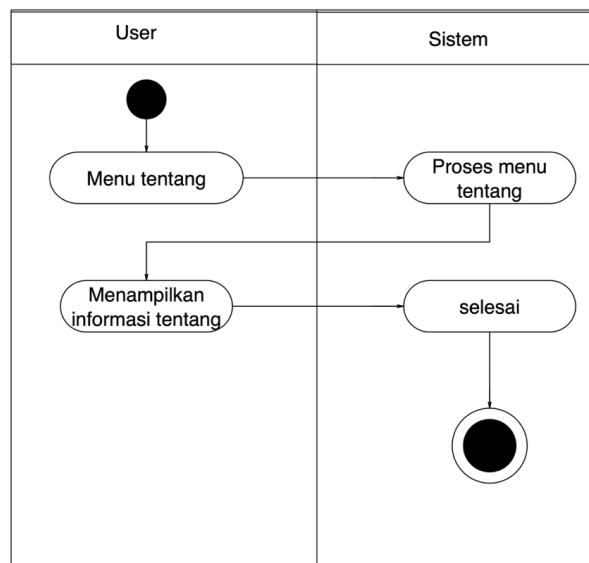 User
Sistem
Menu tentang
Proses menu
tentang
Menampilkan
informasi tentang
selesai